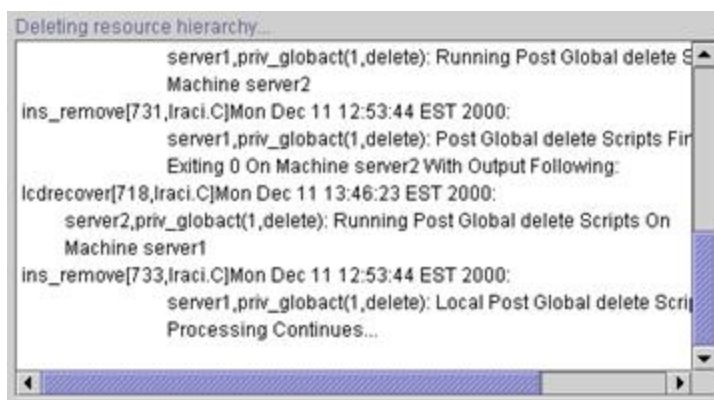 Deleting resource hierarchy...
server1,priv_globact(1,delete): Running Post Global delete S
Machine server2
ins_remove[731,lraci.C]Mon Dec 11 12:53:44 EST 2000:
server1,priv_globact(1,delete): Post Global delete Scripts Fin
Exiting 0 On Machine server2 With Output Following:
lcdrecover[718,lraci.C]Mon Dec 11 13:46:23 EST 2000:
server2,priv_globact(1,delete): Running Post Global delete Scripts On
Machine server1
ins_remove[733,lraci.C]Mon Dec 11 12:53:44 EST 2000:
server1,priv_globact(1,delete): Local Post Global delete Scrip
Processing Continues...